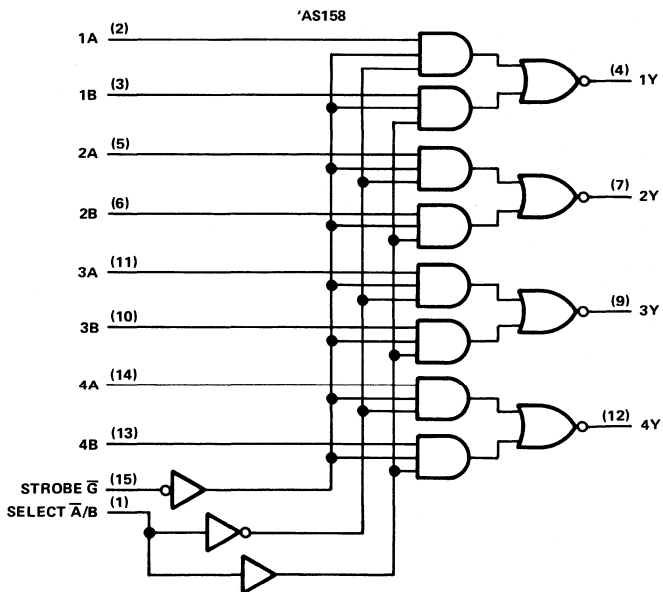 'AS158
1A (2)
1B (3)
(4) 1Y
2A (5)
2B (6)
(7) 2Y
3A (11)
3B (10)
(9) 3Y
4A (14)
4B (13)
(12) 4Y
STROBE G̅ (15)
SELECT A̅/B (1)